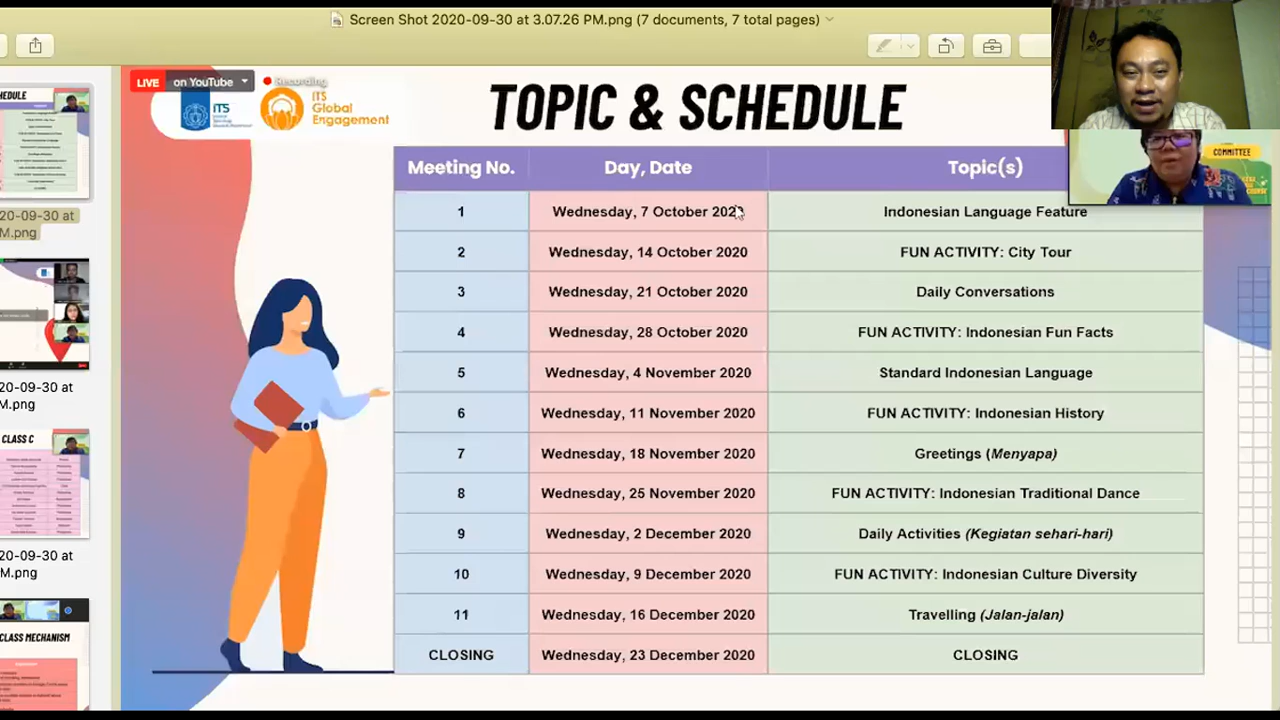 Screen Shot 2020-09-30 at 3.07.26 PM.png (7 documents, 7 total pages)
LIVE on YouTube Recording
ITS
ITS Global Engagement
TOPIC & SCHEDULE
COMMITTEE
Meeting No. Day, Date Topic(s)
1 Wednesday, 7 October 2020 Indonesian Language Feature
2 Wednesday, 14 October 2020 FUN ACTIVITY: City Tour
3 Wednesday, 21 October 2020 Daily Conversations
4 Wednesday, 28 October 2020 FUN ACTIVITY: Indonesian Fun Facts
5 Wednesday, 4 November 2020 Standard Indonesian Language
6 Wednesday, 11 November 2020 FUN ACTIVITY: Indonesian History
7 Wednesday, 18 November 2020 Greetings (Menyapa)
8 Wednesday, 25 November 2020 FUN ACTIVITY: Indonesian Traditional Dance
9 Wednesday, 2 December 2020 Daily Activities (Kegiatan sehari-hari)
10 Wednesday, 9 December 2020 FUN ACTIVITY: Indonesian Culture Diversity
11 Wednesday, 16 December 2020 Travelling (Jalan-jalan)
CLOSING Wednesday, 23 December 2020 CLOSING
HEDULE
20-09-30 at
M.png
20-09-30 at
M.png
CLASS C
20-09-30 at
M.png
CLASS MECHANISM